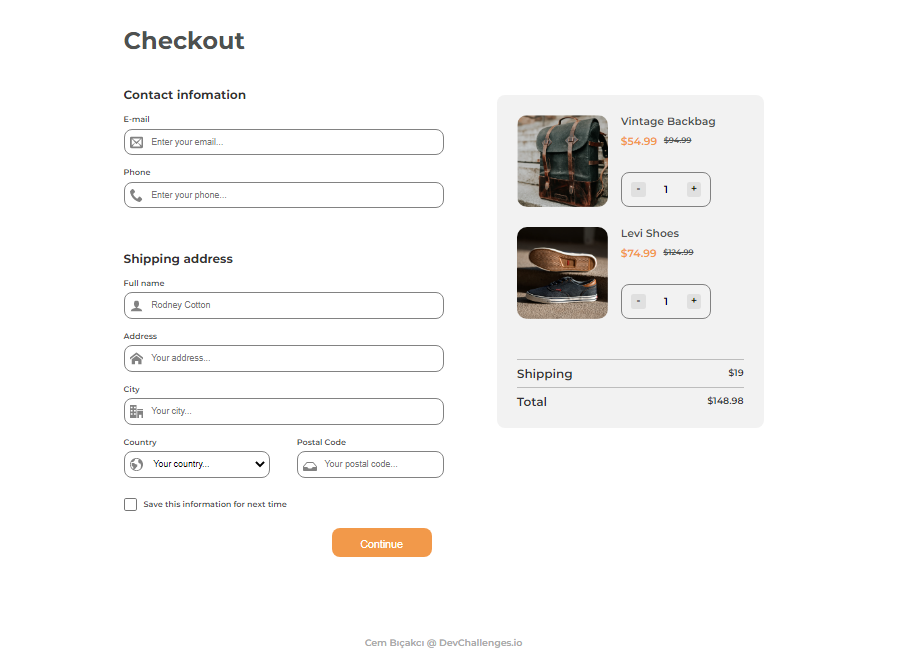 Checkout
Contact infomation
E-mail
Enter your email...
Phone
Enter your phone...
Shipping address
Full name
Rodney Cotton
Address
Your address...
City
Your city...
Country
Postal Code
Your country...
Your postal code...
Save this information for next time
Continue
Vintage Backbag
$54.99 $94.99
- 1 +
Levi Shoes
$74.99 $124.99
- 1 +
Shipping $19
Total $148.98
Cem Bıçakcı @ DevChallenges.io